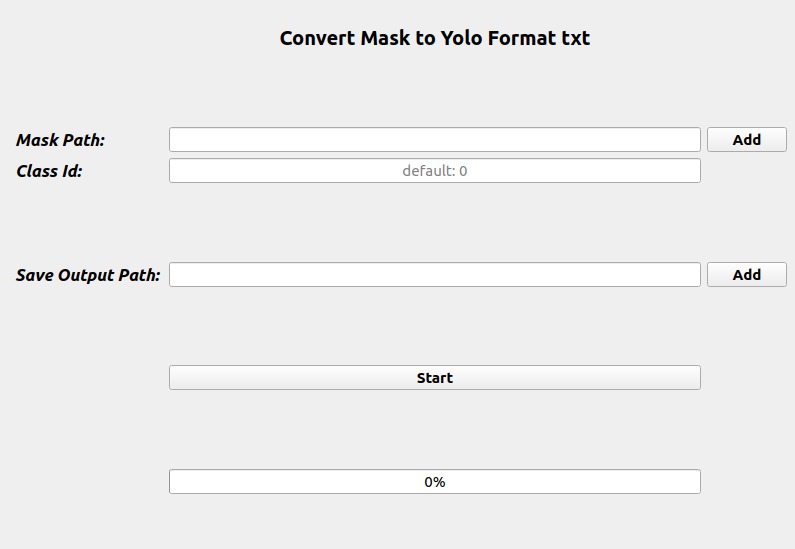 Convert Mask to Yolo Format txt
Mask Path: Add
Class Id: default: 0
Save Output Path: Add
Start
0%